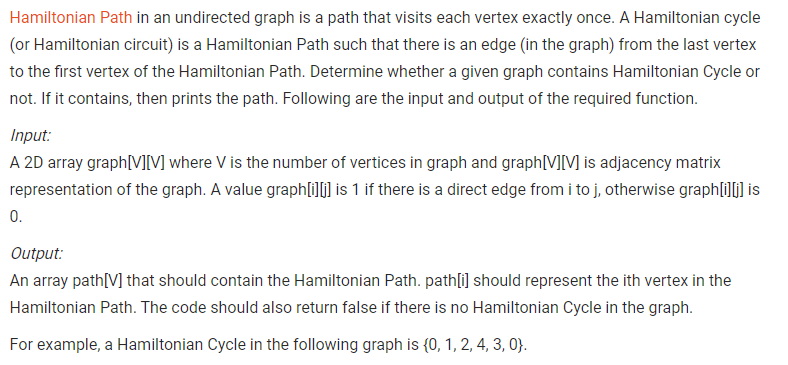 Hamiltonian Path in an undirected graph is a path that visits each vertex exactly once. A Hamiltonian cycle
(or Hamiltonian circuit) is a Hamiltonian Path such that there is an edge (in the graph) from the last vertex
to the first vertex of the Hamiltonian Path. Determine whether a given graph contains Hamiltonian Cycle or
not. If it contains, then prints the path. Following are the input and output of the required function.
Input:
A 2D array graph[V][V] where V is the number of vertices in graph and graph[V][V] is adjacency matrix
representation of the graph. A value graph[i][j] is 1 if there is a direct edge from i to j, otherwise graph[i][j] is
0.
Output:
An array path[V] that should contain the Hamiltonian Path. path[i] should represent the ith vertex in the
Hamiltonian Path. The code should also return false if there is no Hamiltonian Cycle in the graph.
For example, a Hamiltonian Cycle in the following graph is {0, 1, 2, 4, 3, 0}.